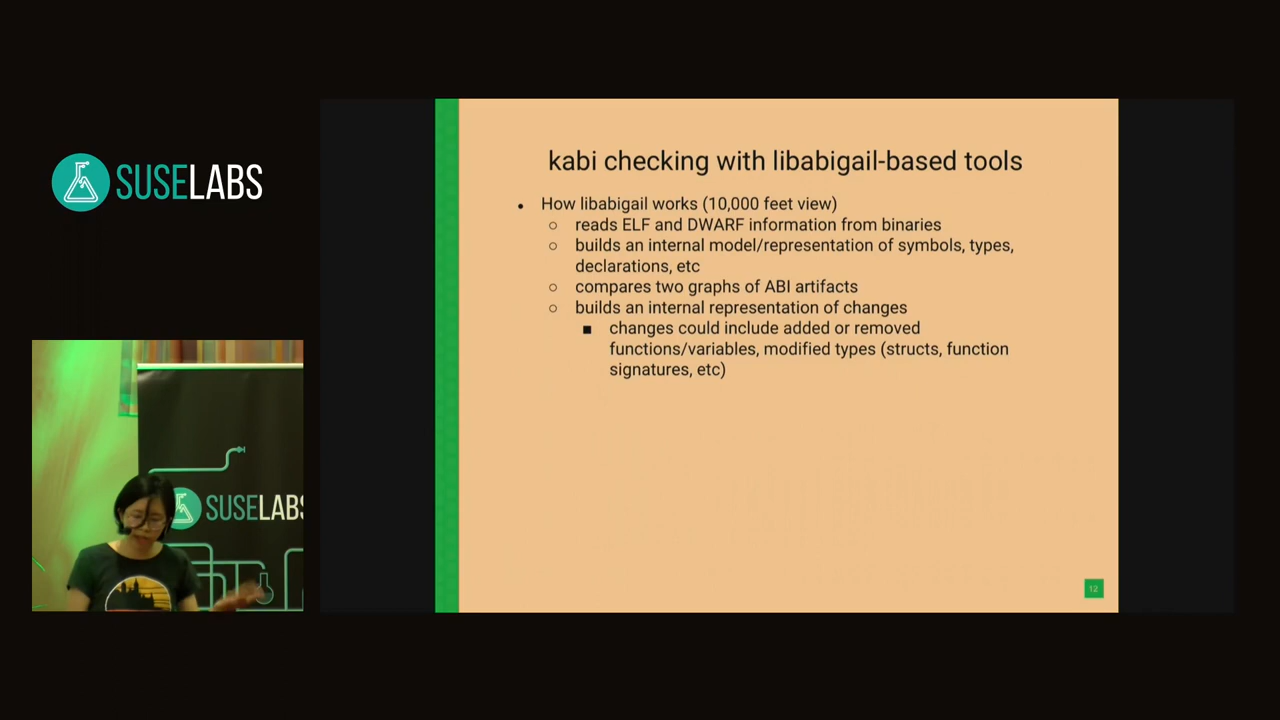 SUSELABS
kabi checking with libabigail-based tools
● How libabigail works (10,000 feet view)
○ reads ELF and DWARF information from binaries
○ builds an internal model/representation of symbols, types,
declarations, etc
○ compares two graphs of ABI artifacts
○ builds an internal representation of changes
■ changes could include added or removed
functions/variables, modified types (structs, function
signatures, etc)
SUSELABS
12